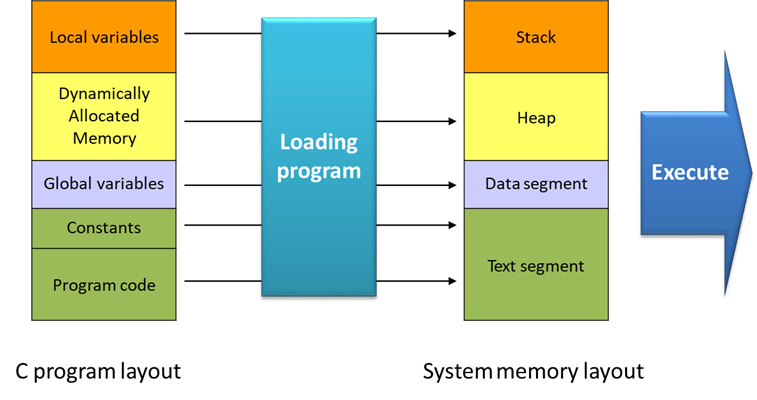 Local variables
Dynamically
Allocated
Memory
Global variables
Constants
Program code
Loading
program
Stack
Heap
Data segment
Text segment
Execute
C program layout
System memory layout